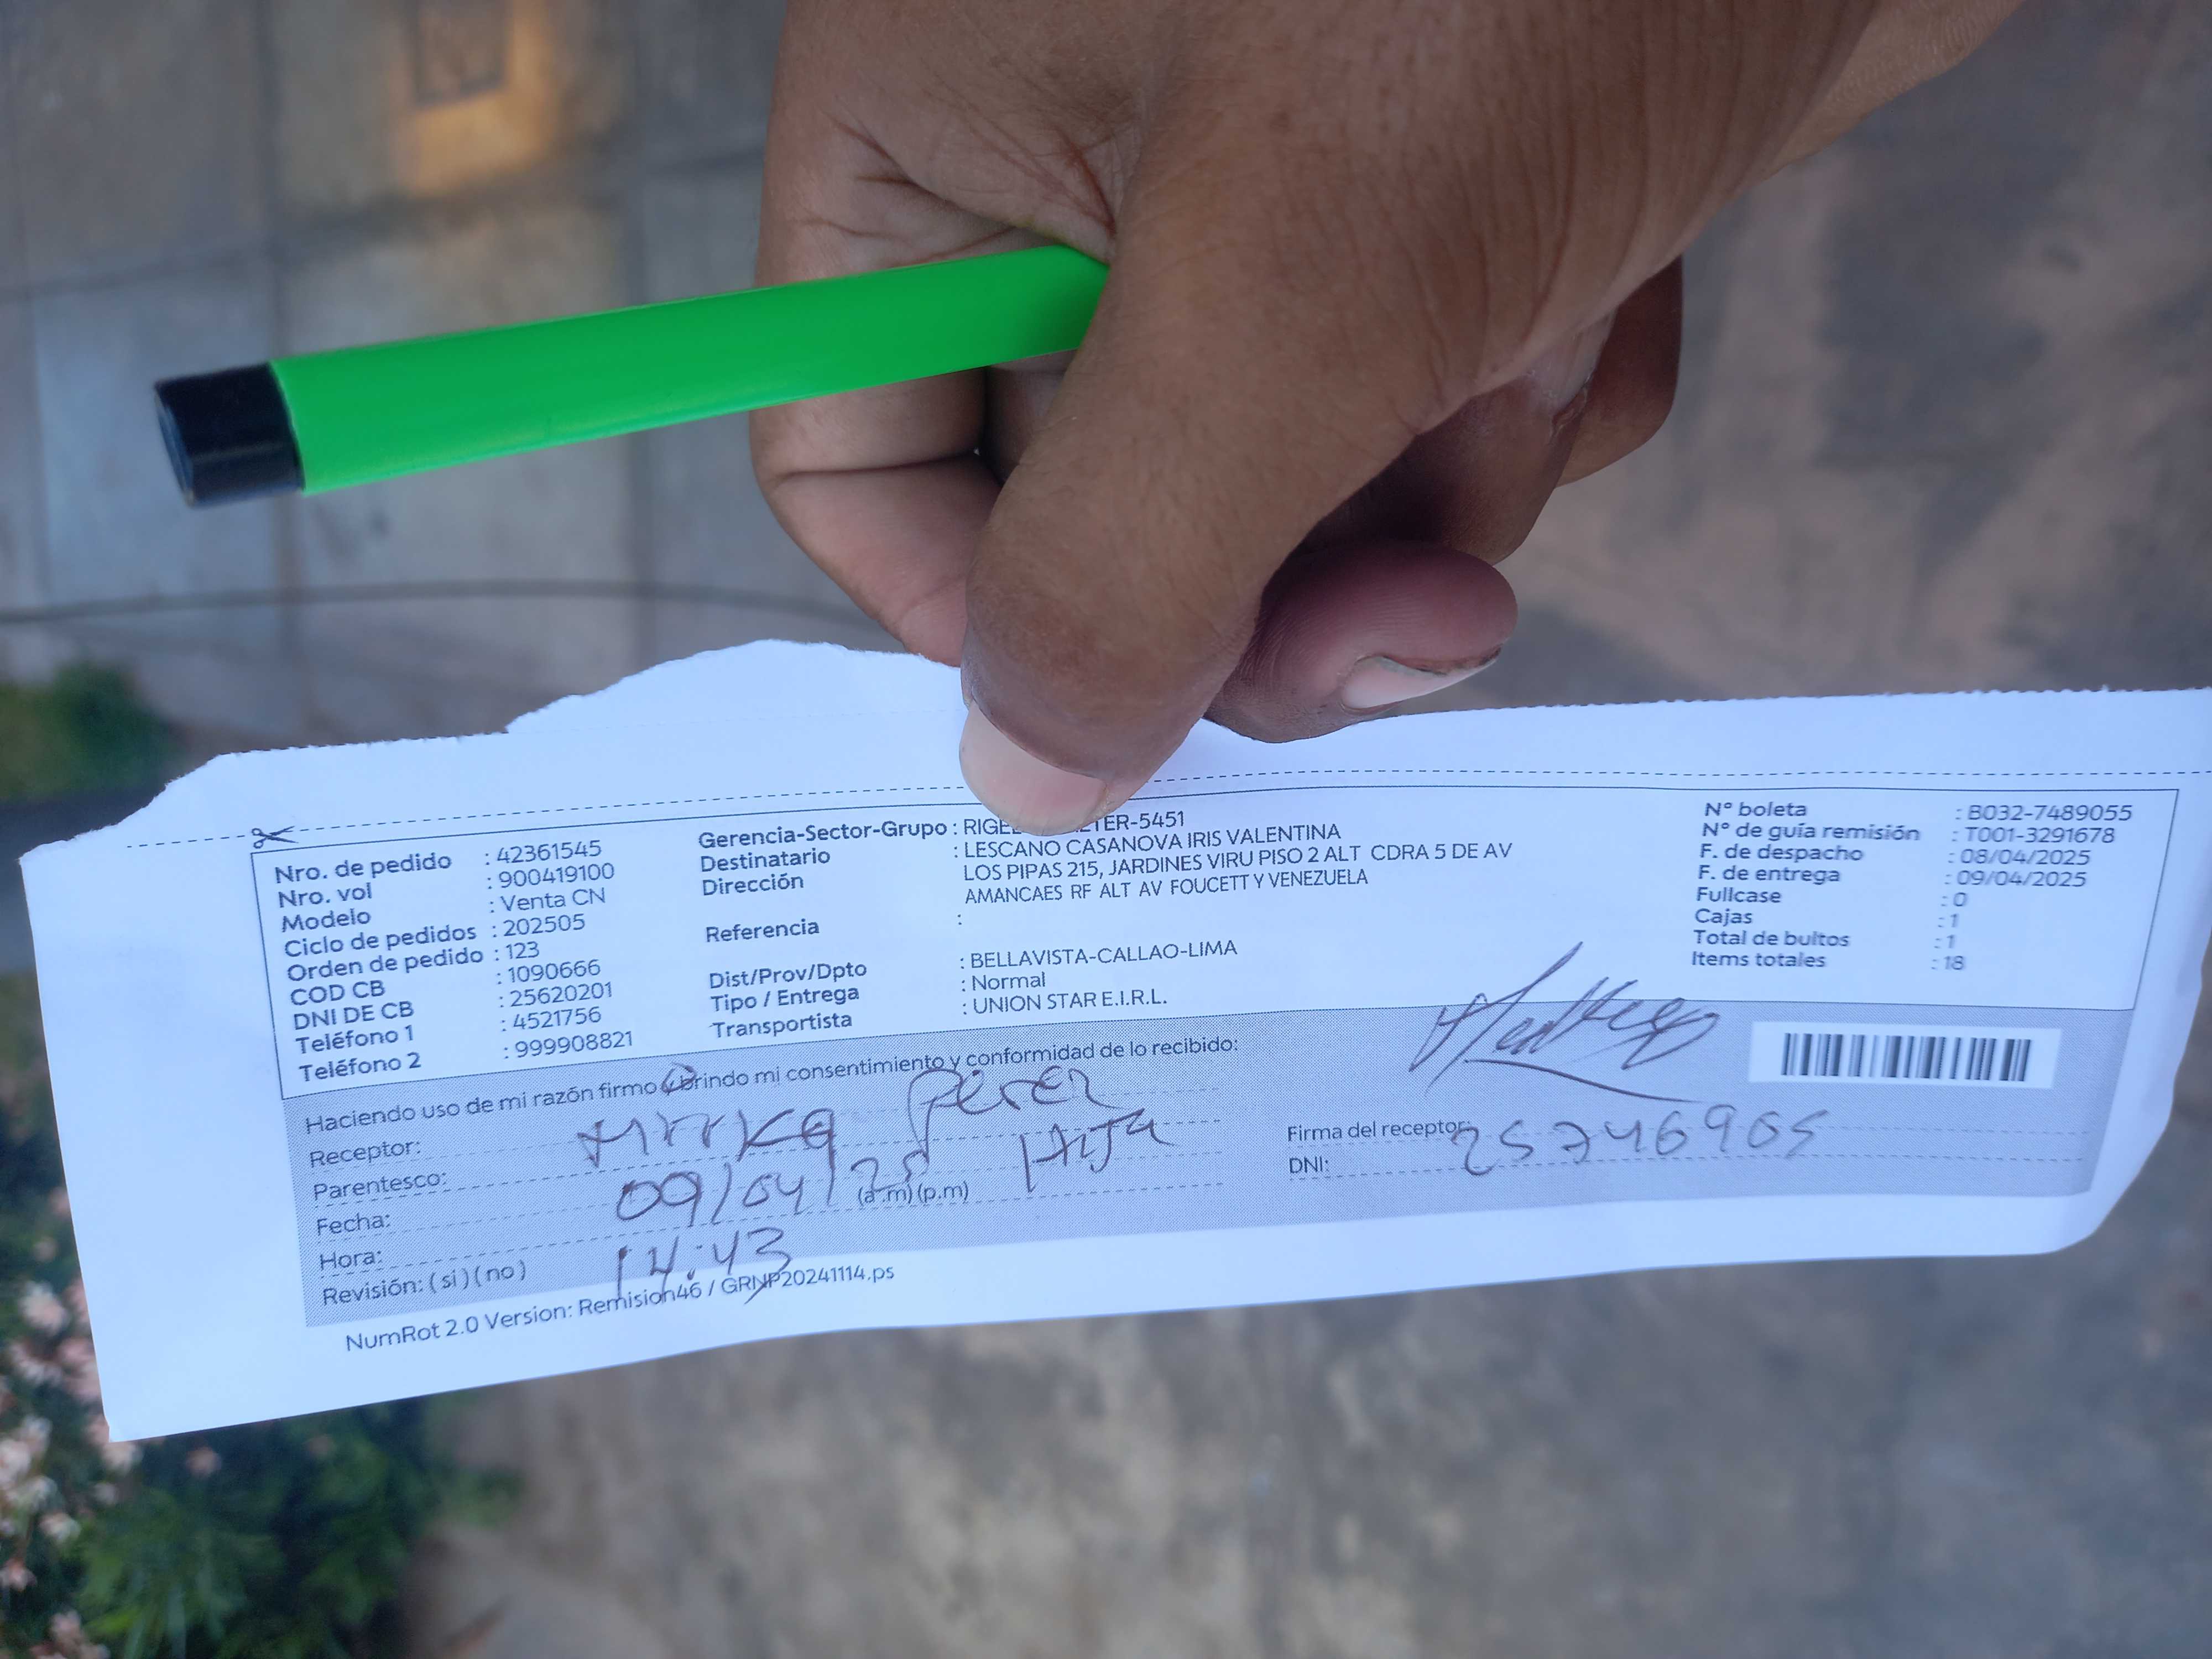 Nro. de pedido : 42361545
Nro. vol : 900419100
Modelo : Venta CN
Ciclo de pedidos : 202505
Orden de pedido : 123
COD CB : 1090666
DNI DE CB : 25620201
Teléfono 1 : 4521756
Teléfono 2 : 999908821
Gerencia-Sector-Grupo : TER-5451
Destinatario : LESCANO CASANOVA IRIS VALENTINA
Dirección LOS PIPAS 215, JARDINES VIRU PISO 2 ALT CDRA 5 DE AV
AMANCAES RF ALT AV FOUCETT Y VENEZUELA
Referencia :
Dist/Prov/Dpto : BELLAVISTA-CALLAO-LIMA
Tipo / Entrega : Normal
Transportista : UNION STAR E.I.R.L.
N° boleta : B032-7489055
N° de guía remisión : T001-3291678
F. de despacho : 08/04/2025
F. de entrega : 09/04/2025
Fullcase : 0
Cajas : 1
Total de bultos : 1
Items totales : 18
Haciendo uso de mi razón firmo y brindo mi consentimiento y conformidad de lo recibido:
Receptor: Perez
Parentesco: Hija
Fecha: 09/04/25 (a .m) (p.m)
Hora: 14:43
Revisión: ( si ) ( no )
Firma del receptor:
DNI: 25746905
NumRot 2.0 Version: Remision46 / GRNP20241114.ps